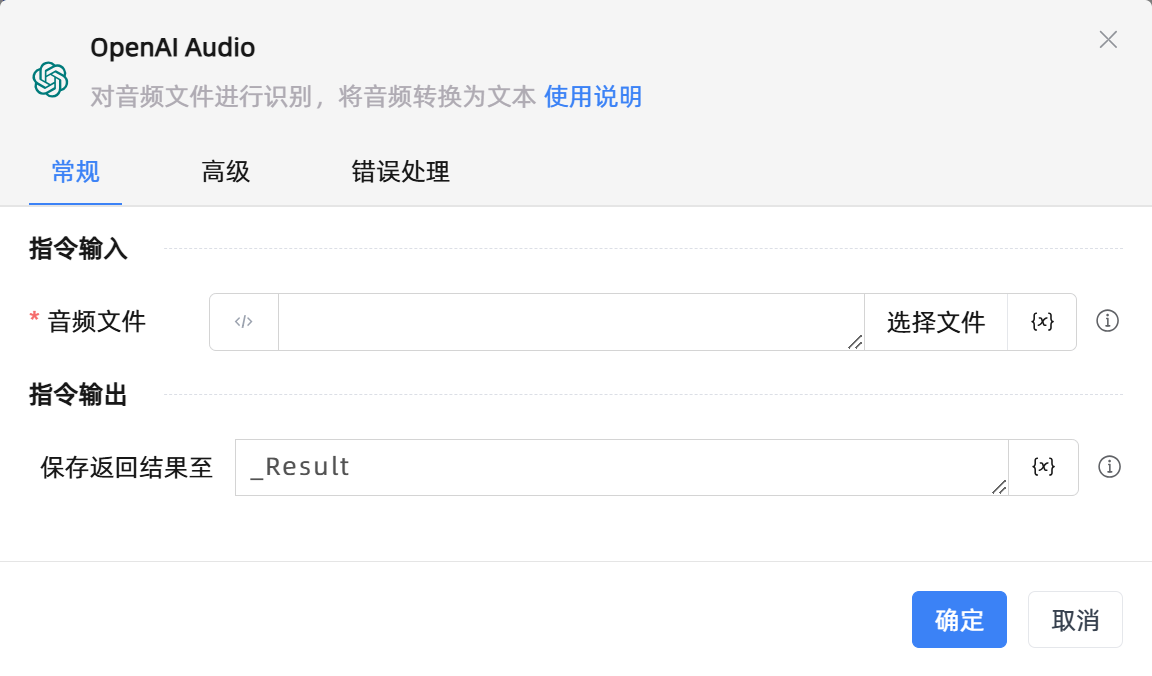 OpenAI Audio
对音频文件进行识别，将音频转换为文本 使用说明
常规 高级 错误处理
指令输入
* 音频文件 </> 选择文件 {x}
指令输出
保存返回结果至 _Result {x}
确定 取消